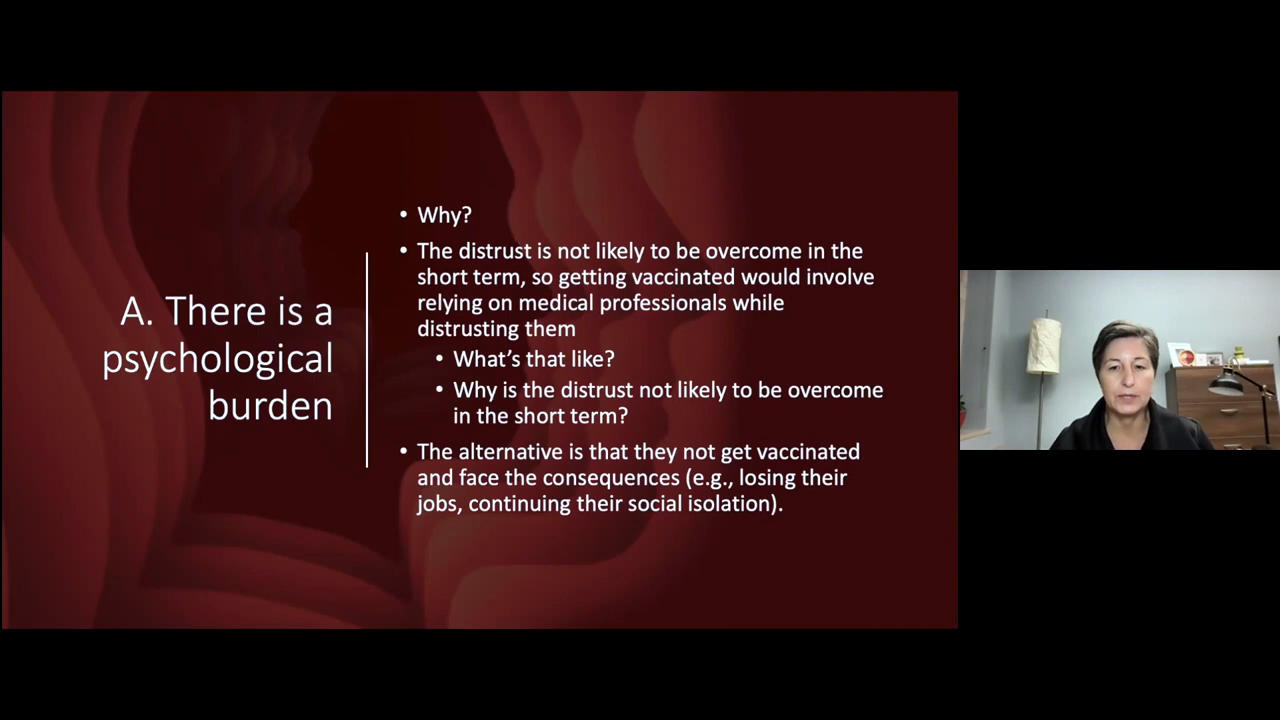 A. There is a
psychological
burden
• Why?
• The distrust is not likely to be overcome in the
short term, so getting vaccinated would involve
relying on medical professionals while
distrusting them
• What’s that like?
• Why is the distrust not likely to be overcome
in the short term?
• The alternative is that they not get vaccinated
and face the consequences (e.g., losing their
jobs, continuing their social isolation).